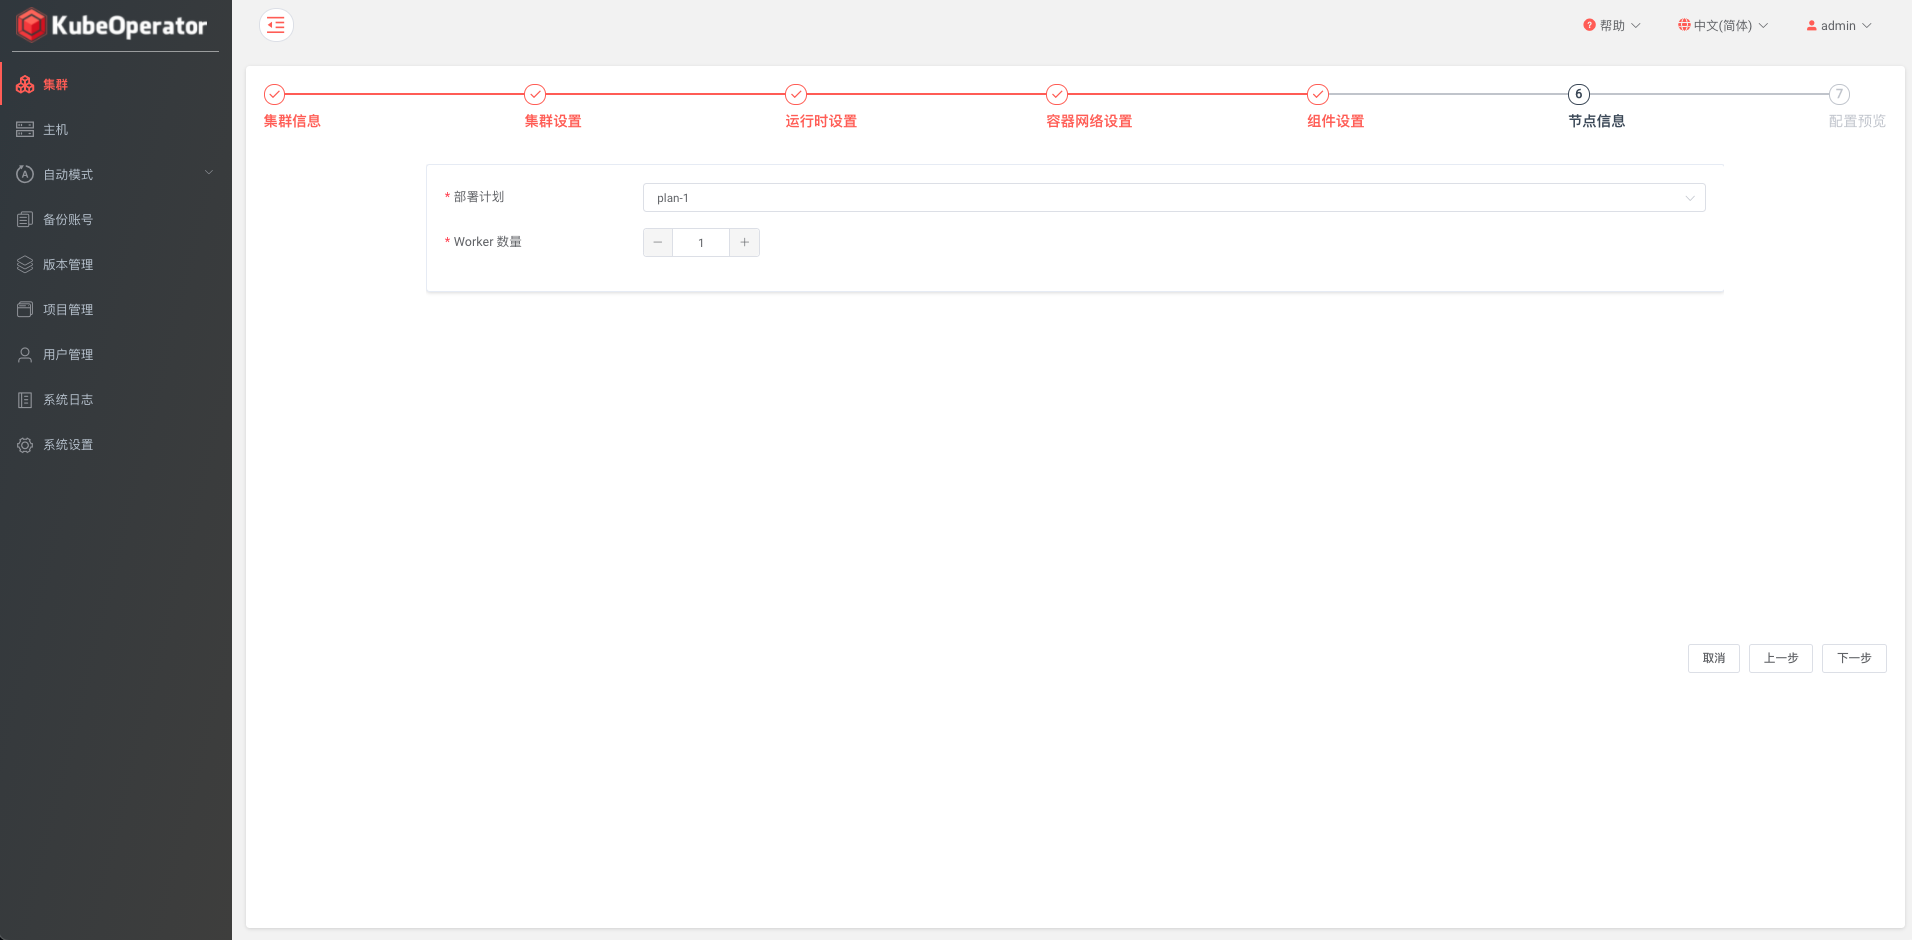 KubeOperator
帮助
中文(简体)
admin
集群
主机
自动模式
备份账号
版本管理
项目管理
用户管理
系统日志
系统设置
6
7
集群信息
集群设置
运行时设置
容器网络设置
组件设置
节点信息
配置预览
* 部署计划
plan-1
* Worker 数量
1
取消
上一步
下一步